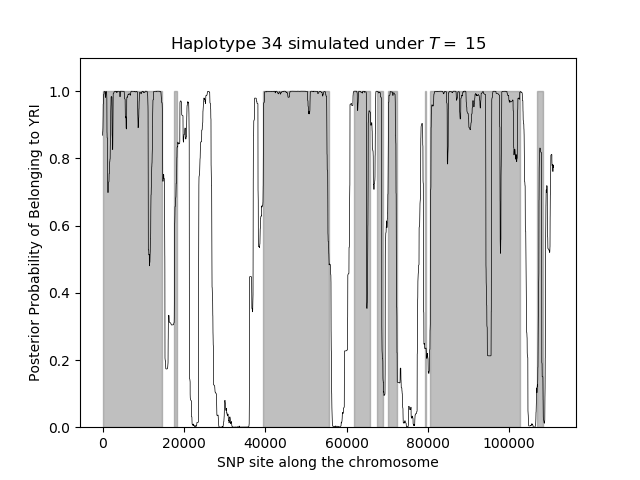 Haplotype 34 simulated under T = 15
Posterior Probability of Belonging to YRI
1.0
0.8
0.6
0.4
0.2
0.0
0 20000 40000 60000 80000 100000
SNP site along the chromosome